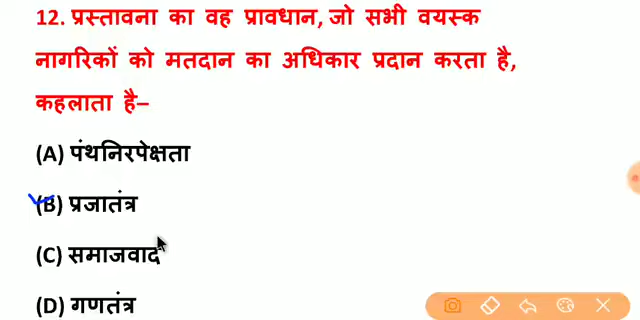 12. प्रस्तावना का वह प्रावधान, जो सभी वयस्क
नागरिकों को मतदान का अधिकार प्रदान करता है,
कहलाता है–
(A) पंथनिरपेक्षता
(B) प्रजातंत्र
(C) समाजवाद
(D) गणतंत्र